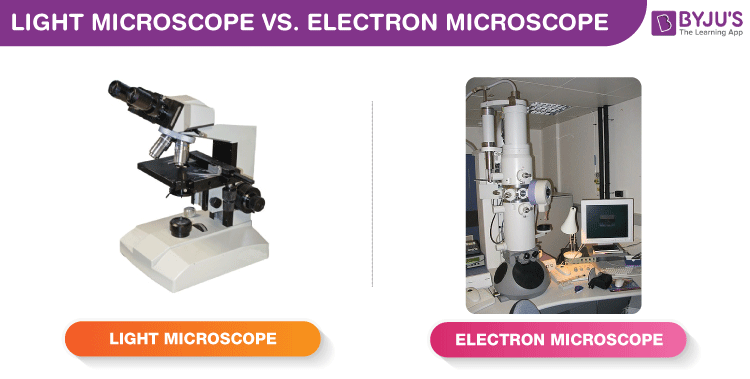 LIGHT MICROSCOPE VS. ELECTRON MICROSCOPE
BYJU'S
The Learning App
LIGHT MICROSCOPE
ELECTRON MICROSCOPE